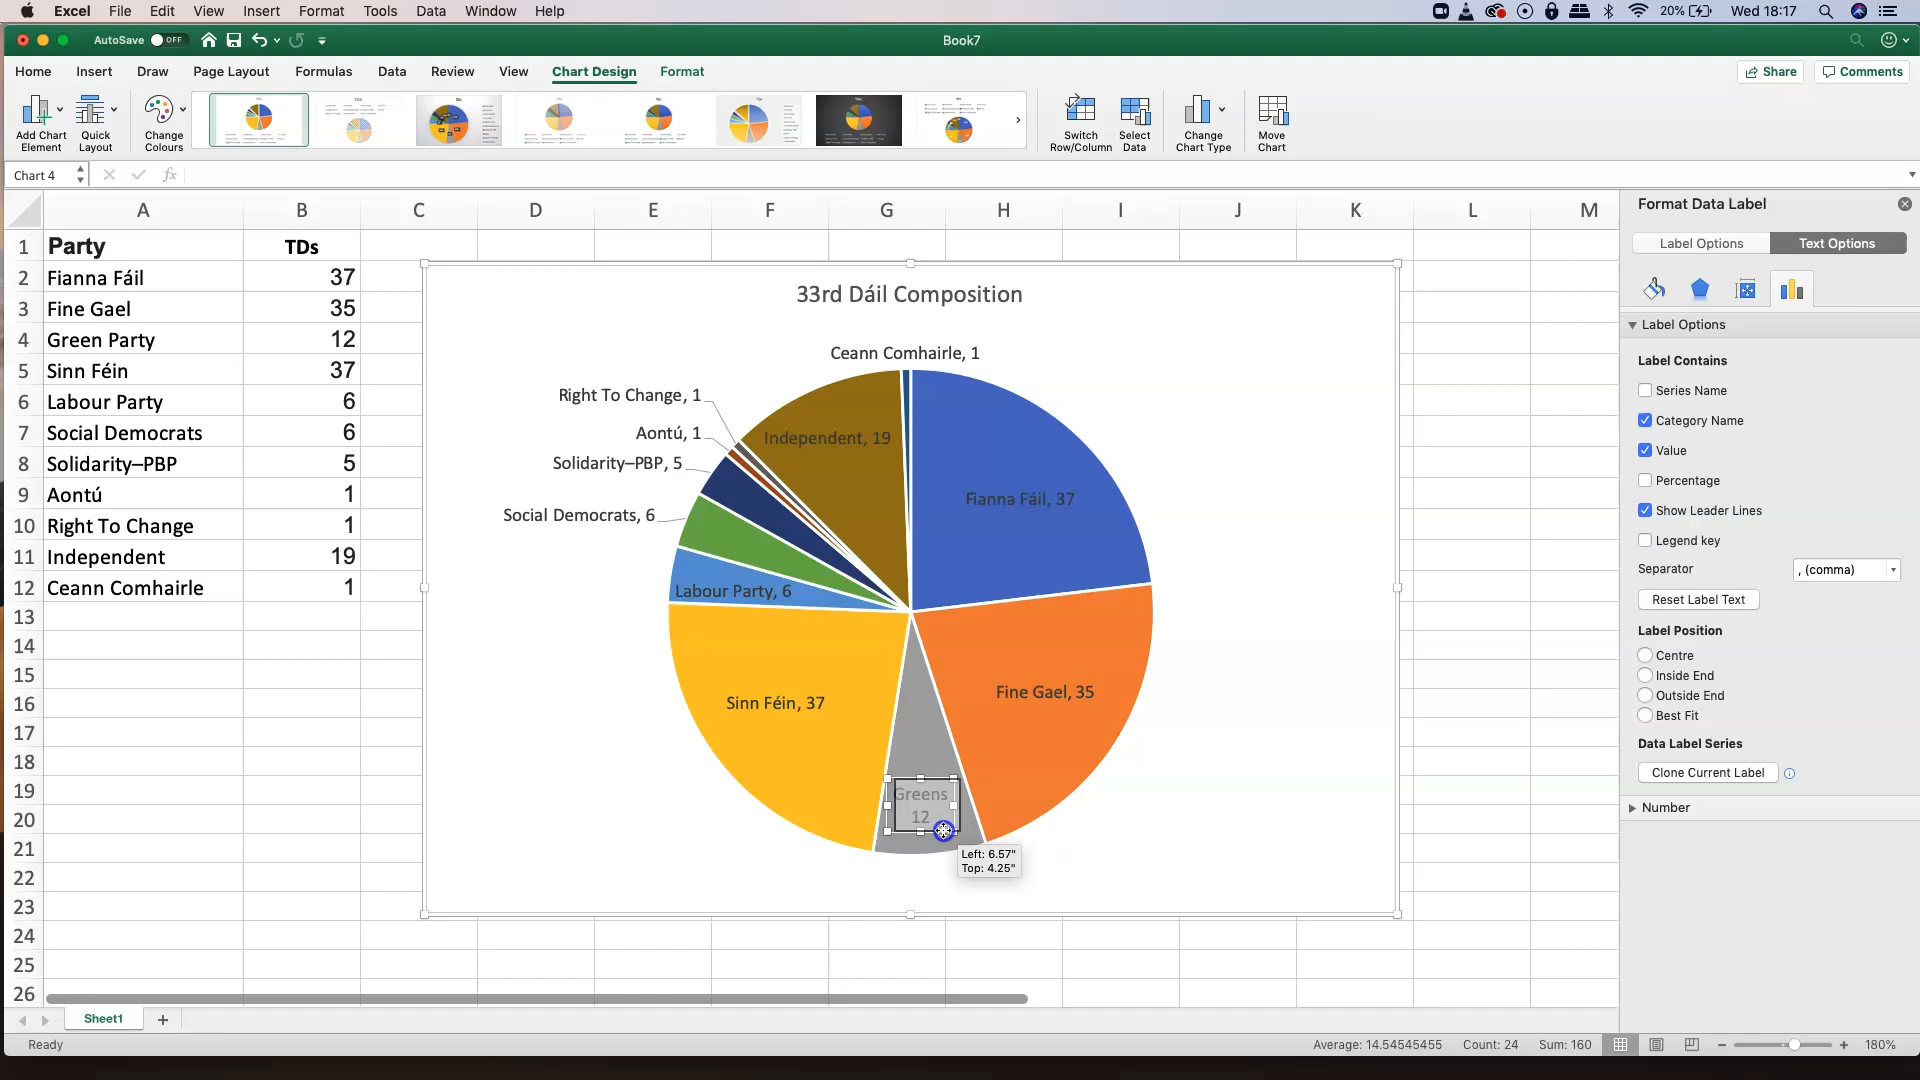 Excel File Edit View Insert Format Tools Data Window Help 20% Wed 18:17
AutoSave OFF Book7
Home Insert Draw Page Layout Formulas Data Review View Chart Design Format Share Comments
Add Chart Element
Quick Layout
Change Colours
Switch Row/Column
Select Data
Change Chart Type
Move Chart
Chart 4 fx
A B C D E F G H I J K L M
1 Party TDs
2 Fianna Fáil 37
3 Fine Gael 35
4 Green Party 12
5 Sinn Féin 37
6 Labour Party 6
7 Social Democrats 6
8 Solidarity–PBP 5
9 Aontú 1
10 Right To Change 1
11 Independent 19
12 Ceann Comhairle 1
13
14
15
16
17
18
19
20
21
22
23
24
25
26
33rd Dáil Composition
Ceann Comhairle, 1
Right To Change, 1
Aontú, 1
Independent, 19
Solidarity–PBP, 5
Fianna Fáil, 37
Social Democrats, 6
Labour Party, 6
Sinn Féin, 37
Fine Gael, 35
Greens
12
Left: 6.57"
Top: 4.25"
Format Data Label
Label Options Text Options
Label Options
Label Contains
Series Name
Category Name
Value
Percentage
Show Leader Lines
Legend key
Separator , (comma)
Reset Label Text
Label Position
Centre
Inside End
Outside End
Best Fit
Data Label Series
Clone Current Label
Number
Sheet1 +
Ready Average: 14.54545455 Count: 24 Sum: 160 180%